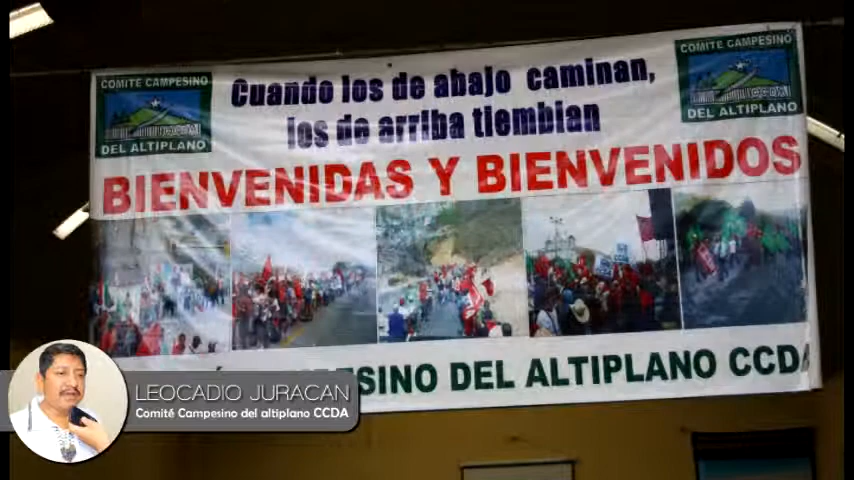 COMITE CAMPESINO
CCDA
DEL ALTIPLANO
Cuando los de abajo caminan,
los de arriba tiemblan
COMITE CAMPESINO
CCDA
DEL ALTIPLANO
BIENVENIDAS Y BIENVENIDOS
SINO DEL ALTIPLANO CCDA
LEOCADIO JURACAN
Comité Campesino del altiplano CCDA